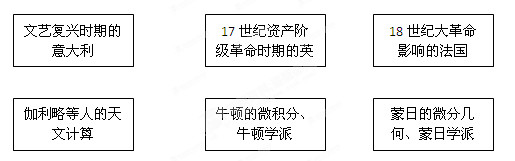 文艺复兴时期的
意大利
17 世纪资产阶
级革命时期的英
18 世纪大革命
影响的法国
伽利略等人的天
文计算
牛顿的微积分、
牛顿学派
蒙日的微分几
何、蒙日学派